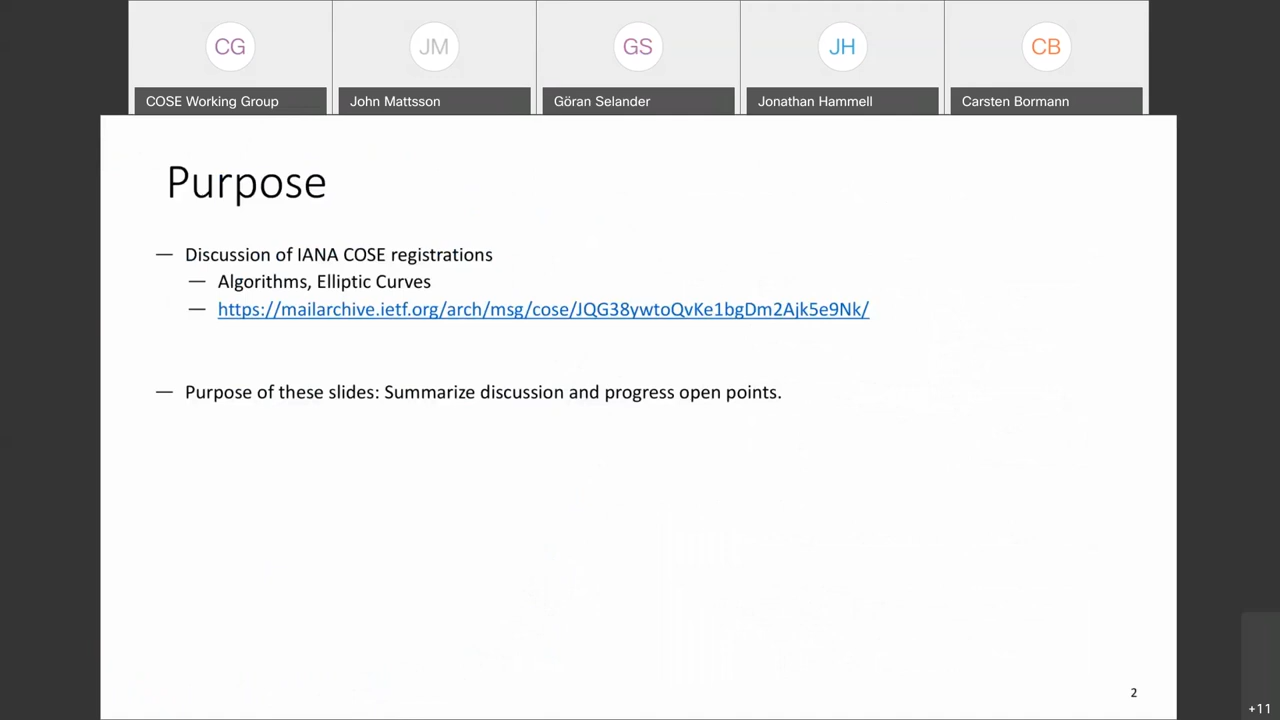 CG
JM
GS
JH
CB
COSE Working Group
John Mattsson
Göran Selander
Jonathan Hammell
Carsten Bormann
Purpose
— Discussion of IANA COSE registrations
— Algorithms, Elliptic Curves
— https://mailarchive.ietf.org/arch/msg/cose/JQG38ywtoQvKe1bgDm2Ajk5e9Nk/
— Purpose of these slides: Summarize discussion and progress open points.
2
+11